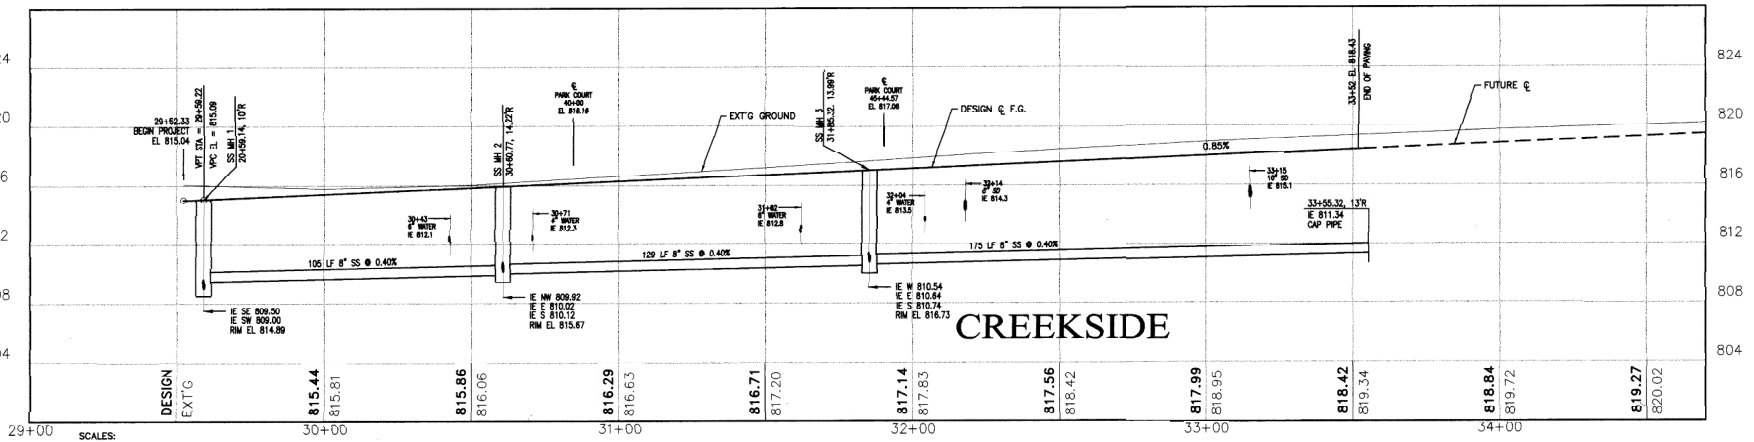 824
820
816
812
808
804
24
20
6
2
08
04
29+62.33
BEGIN PROJECT
EL 815.04
VPT STA = 29+59.22
VPC EL = 815.09
SS MH 1
20+59.14, 10'R
SS MH 2
30+60.77, 14.22'R
℄
PARK COURT
40+00
EL 816.16
EXT'G GROUND
SS MH 3
31+85.32, 13.99'R
℄
PARK COURT
45+44.57
EL 817.06
DESIGN ℄ F.G.
0.85%
33+52 EL 818.43
END OF PAVING
FUTURE ℄
30+43
6" WATER
IE 812.1
30+71
4" WATER
IE 812.3
31+62
8" WATER
IE 812.8
32+04
4" WATER
IE 813.5
32+14
6" SD
IE 814.3
33+15
10" SD
IE 815.1
33+55.32, 13'R
IE 811.34
CAP PIPE
105 LF 8" SS @ 0.40%
129 LF 8" SS @ 0.40%
175 LF 8" SS @ 0.40%
IE SE 809.50
IE SW 809.00
RIM EL 814.89
IE NW 809.92
IE E 810.02
IE S 810.12
RIM EL 815.67
IE W 810.54
IE E 810.64
IE S 810.74
RIM EL 816.73
CREEKSIDE
DESIGN
EXT'G
815.44
815.81
815.86
816.06
816.29
816.63
816.71
817.20
817.14
817.83
817.56
818.42
817.99
818.95
818.42
819.34
818.84
819.72
819.27
820.02
29+00
30+00
31+00
32+00
33+00
34+00
SCALES: